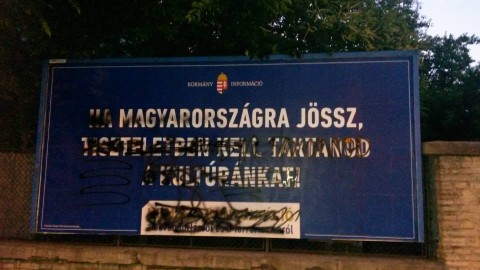 KORMÁNY INFORMÁCIÓ
HA MAGYARORSZÁGRA JÖSSZ,
TISZTELETBEN KELL TARTANOD
A KULTÚRÁNKAT!